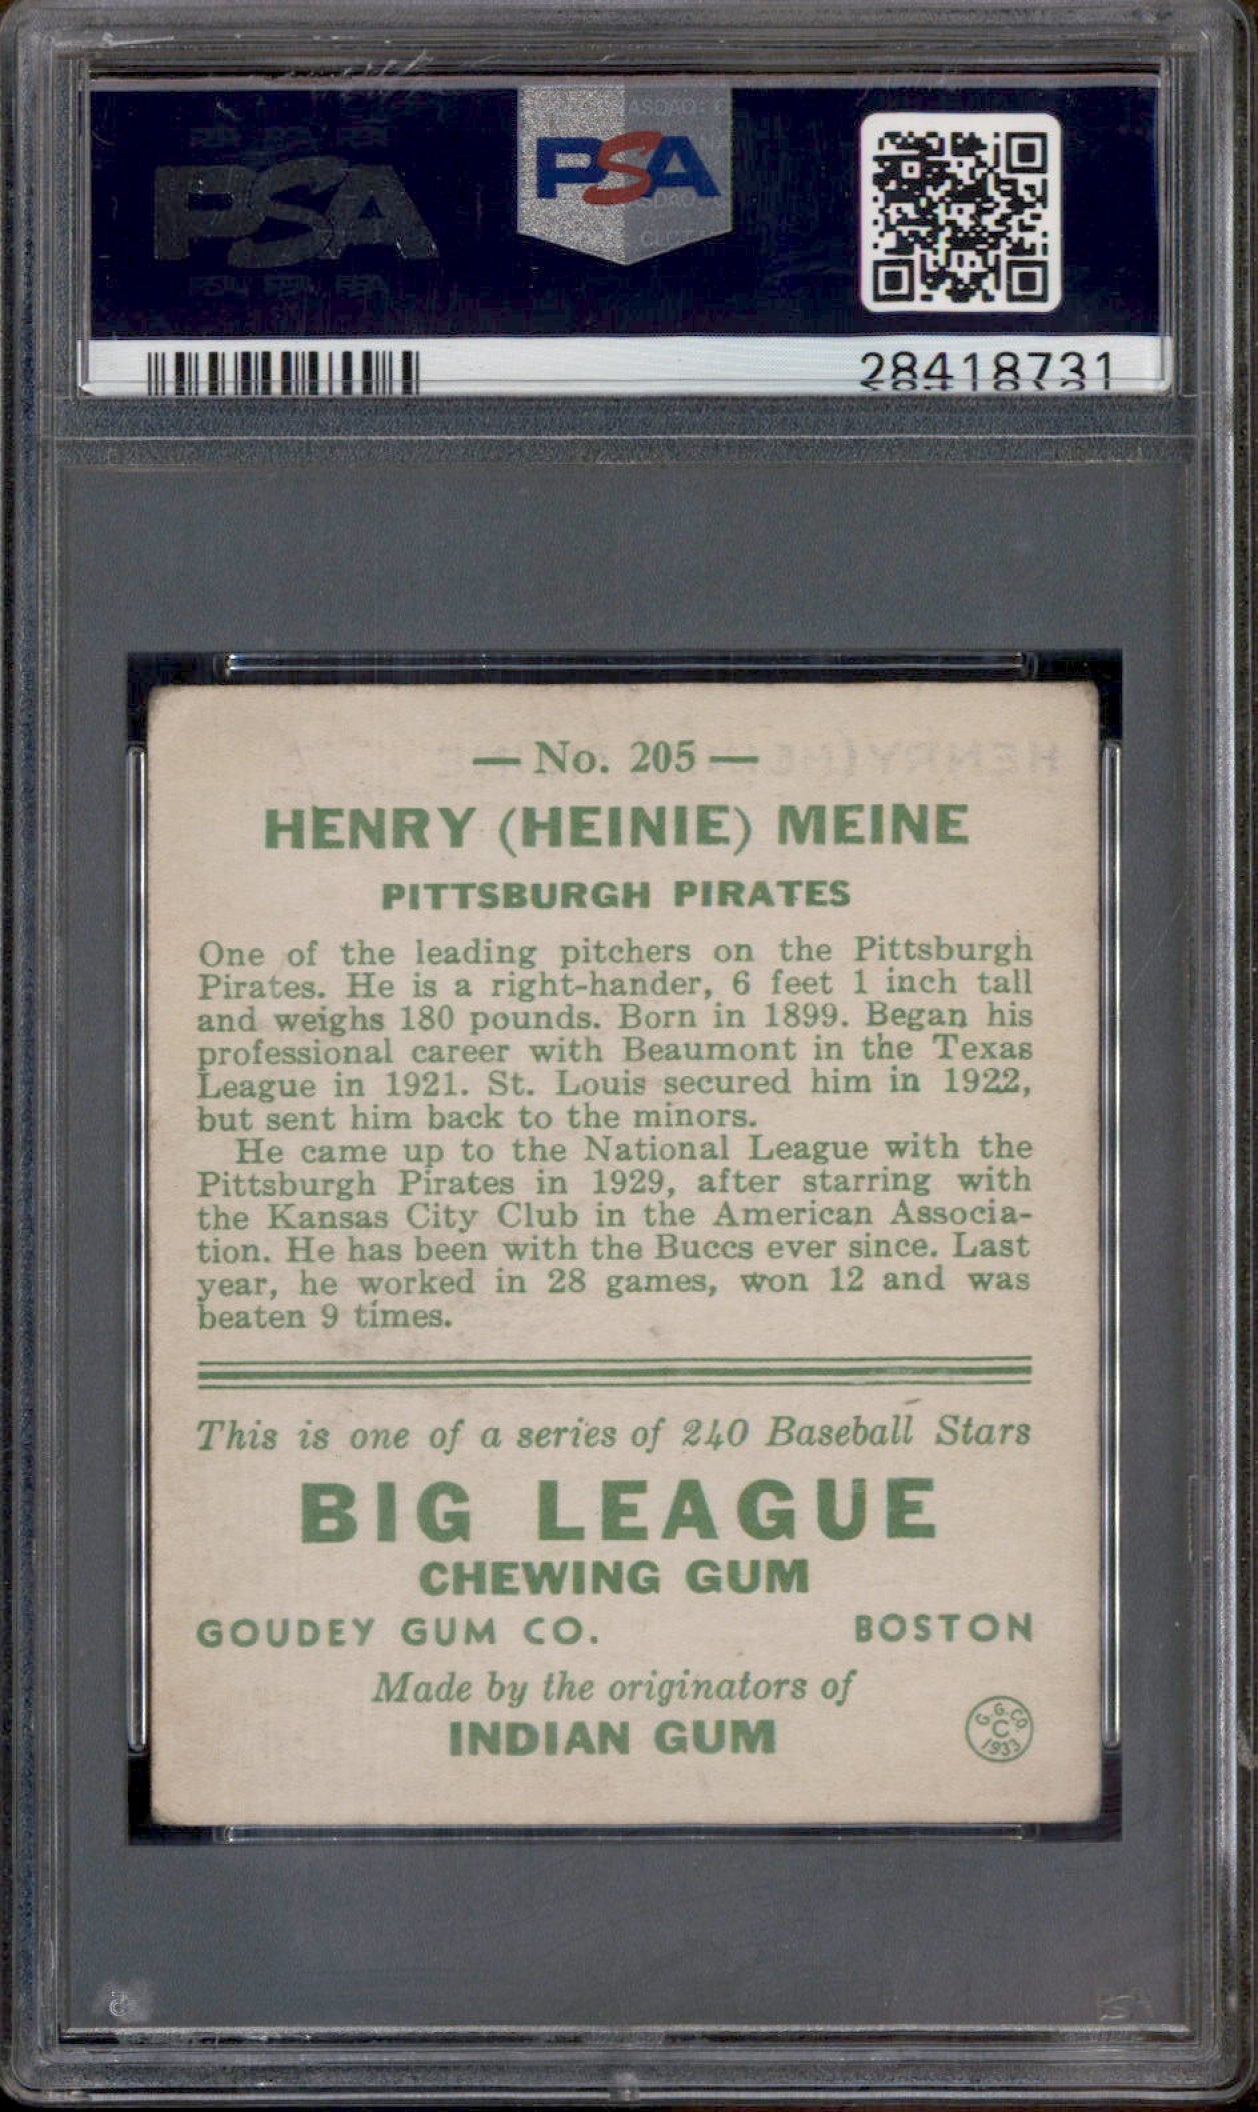 PSA
PSA
28418731
— No. 205 —
HENRY (HEINIE) MEINE
PITTSBURGH PIRATES
One of the leading pitchers on the Pittsburgh
Pirates. He is a right-hander, 6 feet 1 inch tall
and weighs 180 pounds. Born in 1899. Began his
professional career with Beaumont in the Texas
League in 1921. St. Louis secured him in 1922,
but sent him back to the minors.
He came up to the National League with the
Pittsburgh Pirates in 1929, after starring with
the Kansas City Club in the American Associa-
tion. He has been with the Buccs ever since. Last
year, he worked in 28 games, won 12 and was
beaten 9 times.
This is one of a series of 240 Baseball Stars
BIG LEAGUE
CHEWING GUM
GOUDEY GUM CO. BOSTON
Made by the originators of
INDIAN GUM
G.G.CO.
C
1933